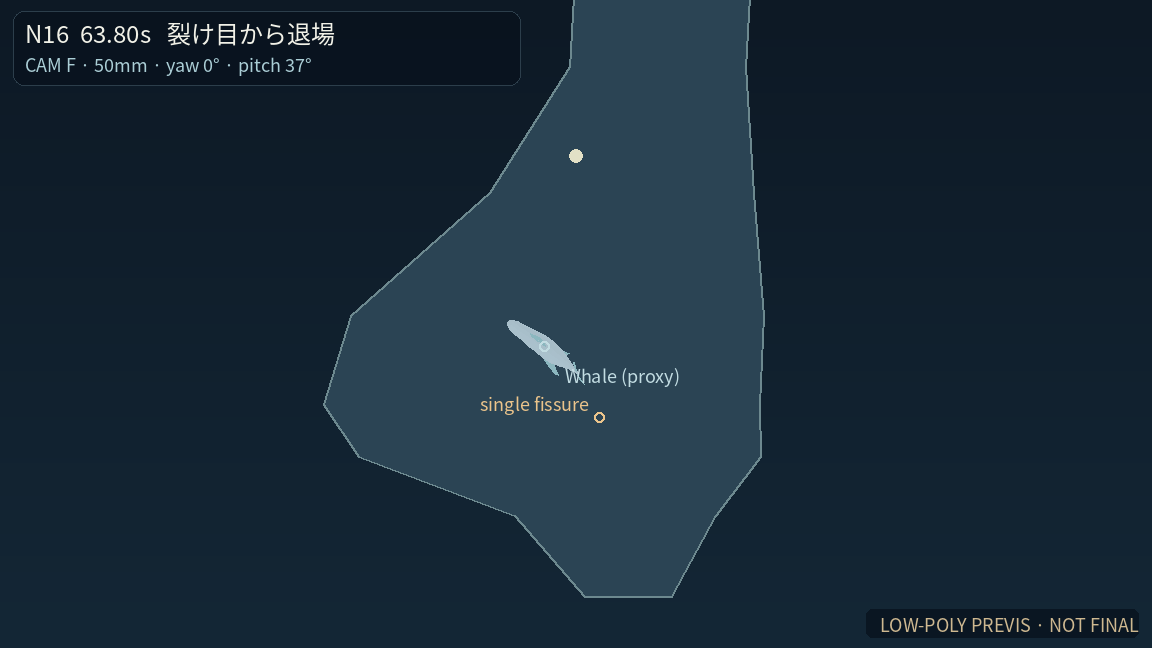 N16 63.80s 裂け目から退場
CAM F · 50mm · yaw 0° · pitch 37°
Whale (proxy)
single fissure
LOW-POLY PREVIS · NOT FINAL